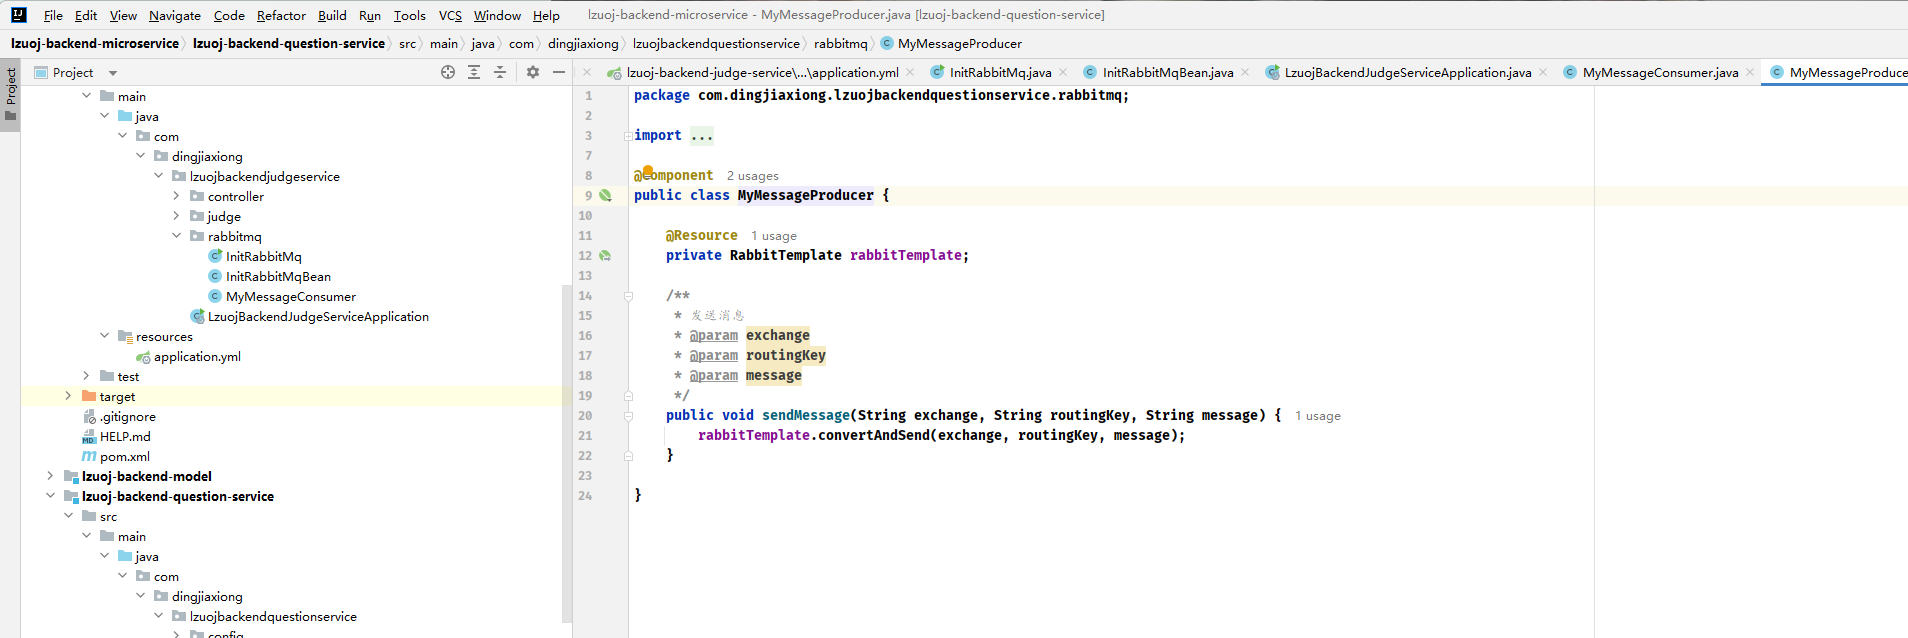 File Edit View Navigate Code Refactor Build Run Tools VCS Window Help lzuoj-backend-microservice - MyMessageProducer.java [lzuoj-backend-question-service]
lzuoj-backend-microservice lzuoj-backend-question-service src main java com dingjiaxiong lzuojbackendquestionservice rabbitmq MyMessageProducer
Project
Project
main
java
com
dingjiaxiong
lzuojbackendjudgeservice
controller
judge
rabbitmq
InitRabbitMq
InitRabbitMqBean
MyMessageConsumer
LzuojBackendJudgeServiceApplication
resources
application.yml
test
target
.gitignore
HELP.md
pom.xml
lzuoj-backend-model
lzuoj-backend-question-service
src
main
java
com
dingjiaxiong
lzuojbackendquestionservice
config
lzuoj-backend-judge-service\...\application.yml InitRabbitMq.java InitRabbitMqBean.java LzuojBackendJudgeServiceApplication.java MyMessageConsumer.java MyMessageProduce
1 package com.dingjiaxiong.lzuojbackendquestionservice.rabbitmq;
2
3 import ...
7
8 @Component 2 usages
9 public class MyMessageProducer {
10
11 @Resource 1 usage
12 private RabbitTemplate rabbitTemplate;
13
14 /**
15 * 发送消息
16 * @param exchange
17 * @param routingKey
18 * @param message
19 */
20 public void sendMessage(String exchange, String routingKey, String message) { 1 usage
21 rabbitTemplate.convertAndSend(exchange, routingKey, message);
22 }
23
24 }